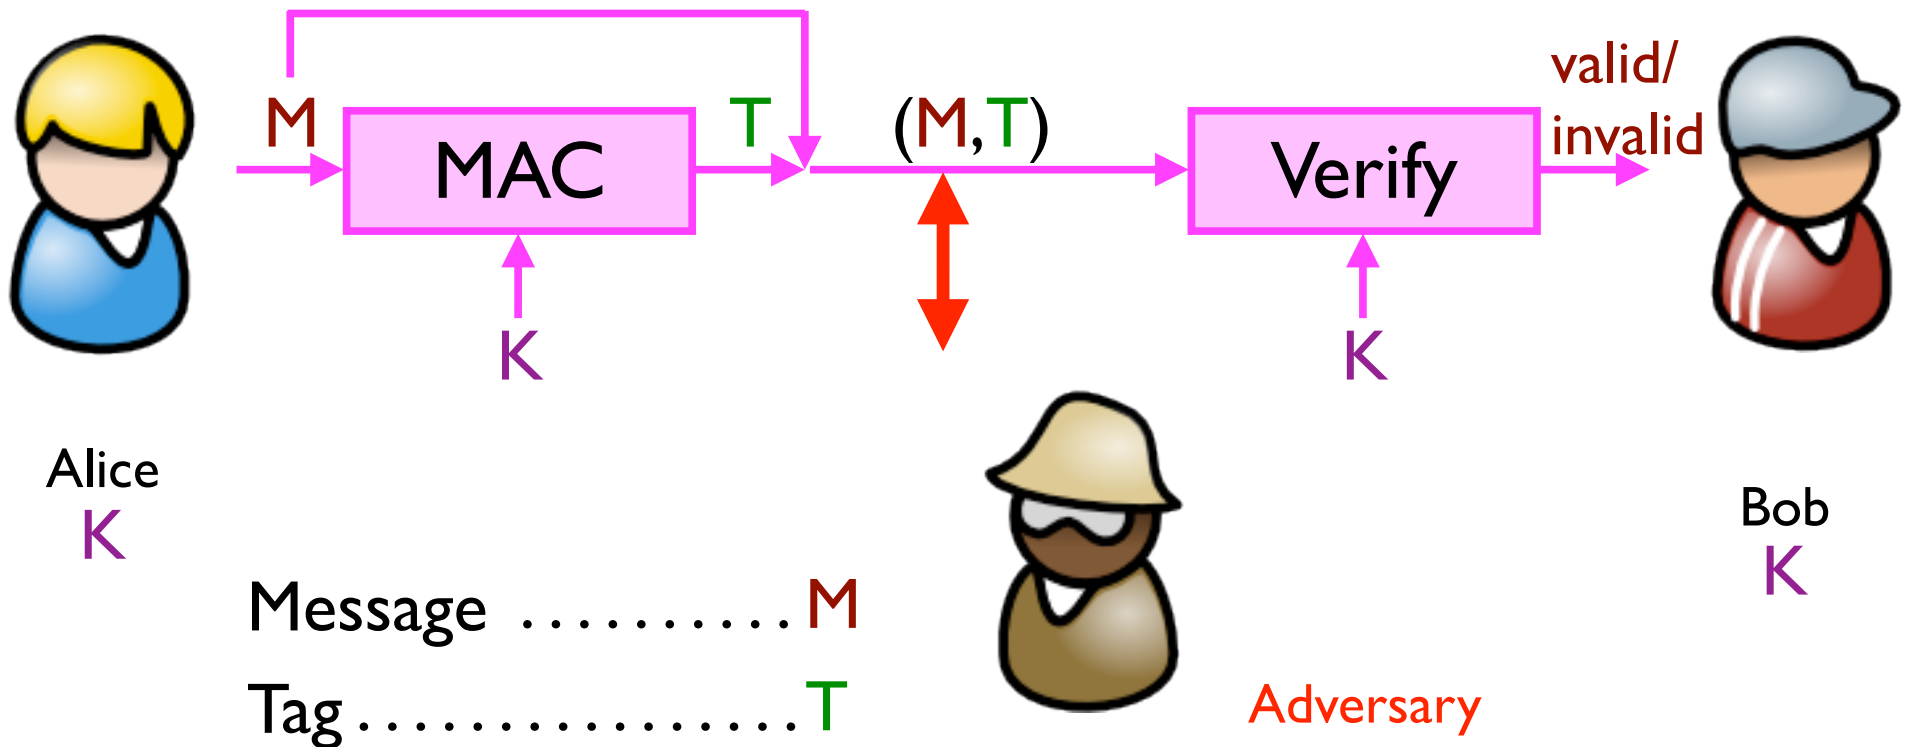 valid/
invalid
M
MAC
T
(M,T)
Verify
K
K
Alice
K
Bob
K
Message .......... M
Tag ................ T
Adversary